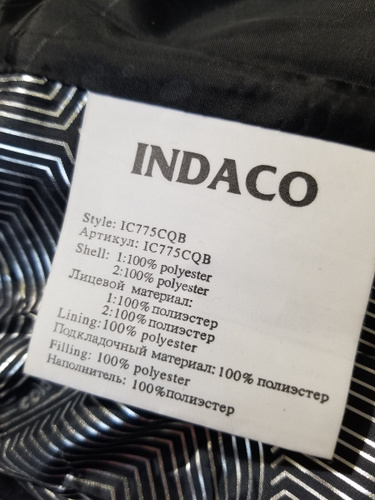 INDACO
Style: IC775CQB
Артикул: IC775CQB
Shell: 1:100% polyester
2:100% polyester
Лицевой материал:
1:100% полиэстер
2:100% полиэстер
Lining: 100% polyester
Подкладочный материал: 100% полиэстер
Filling: 100% polyester
Наполнитель: 100%полиэстер